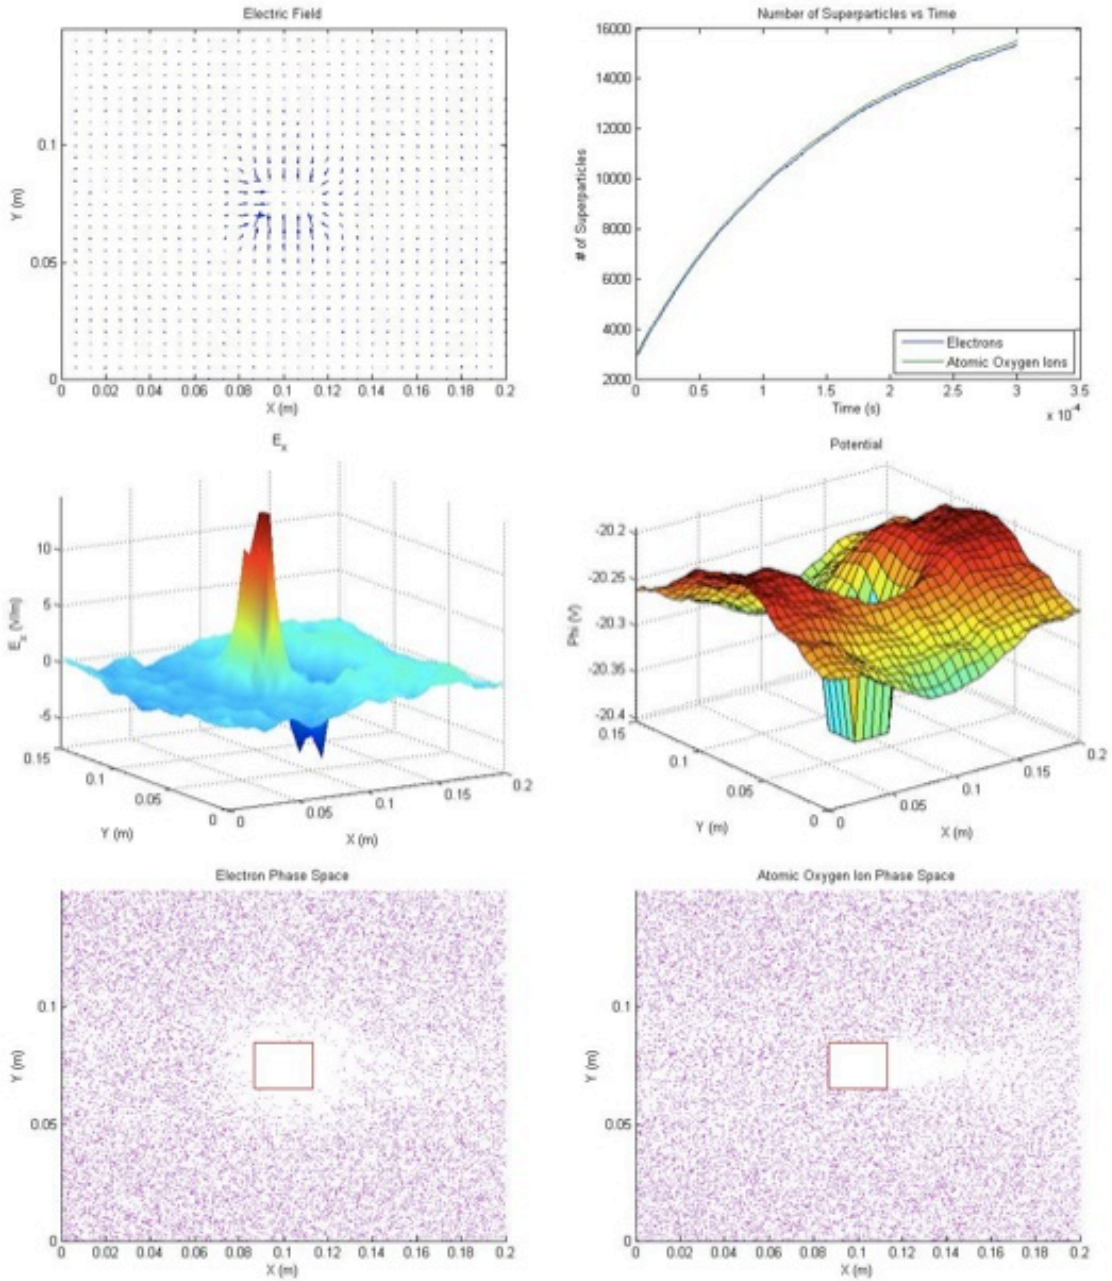 Electric Field
0.1
0.05
0
Y (m)
0 0.02 0.04 0.06 0.08 0.1 0.12 0.14 0.16 0.18 0.2
X (m)
Number of Superparticles vs Time
16000
14000
12000
10000
8000
6000
4000
2000
# of Superparticles
Electrons
Atomic Oxygen Ions
0 0.5 1 1.5 2 2.5 3 3.5
Time (s)
x 10⁻⁴
Eₓ
10
5
0
-5
Eₓ (V/m)
0.15
0.1
0.05
0
Y (m)
0
0.05
0.1
0.15
0.2
X (m)
Potential
-20.2
-20.25
-20.3
-20.35
-20.4
Phi (V)
0.15
0.1
0.05
0
Y (m)
0
0.05
0.1
0.15
0.2
X (m)
Electron Phase Space
0.1
0.05
0
Y (m)
0 0.02 0.04 0.06 0.08 0.1 0.12 0.14 0.16 0.18 0.2
X (m)
Atomic Oxygen Ion Phase Space
0.1
0.05
0
Y (m)
0 0.02 0.04 0.06 0.08 0.1 0.12 0.14 0.16 0.18 0.2
X (m)